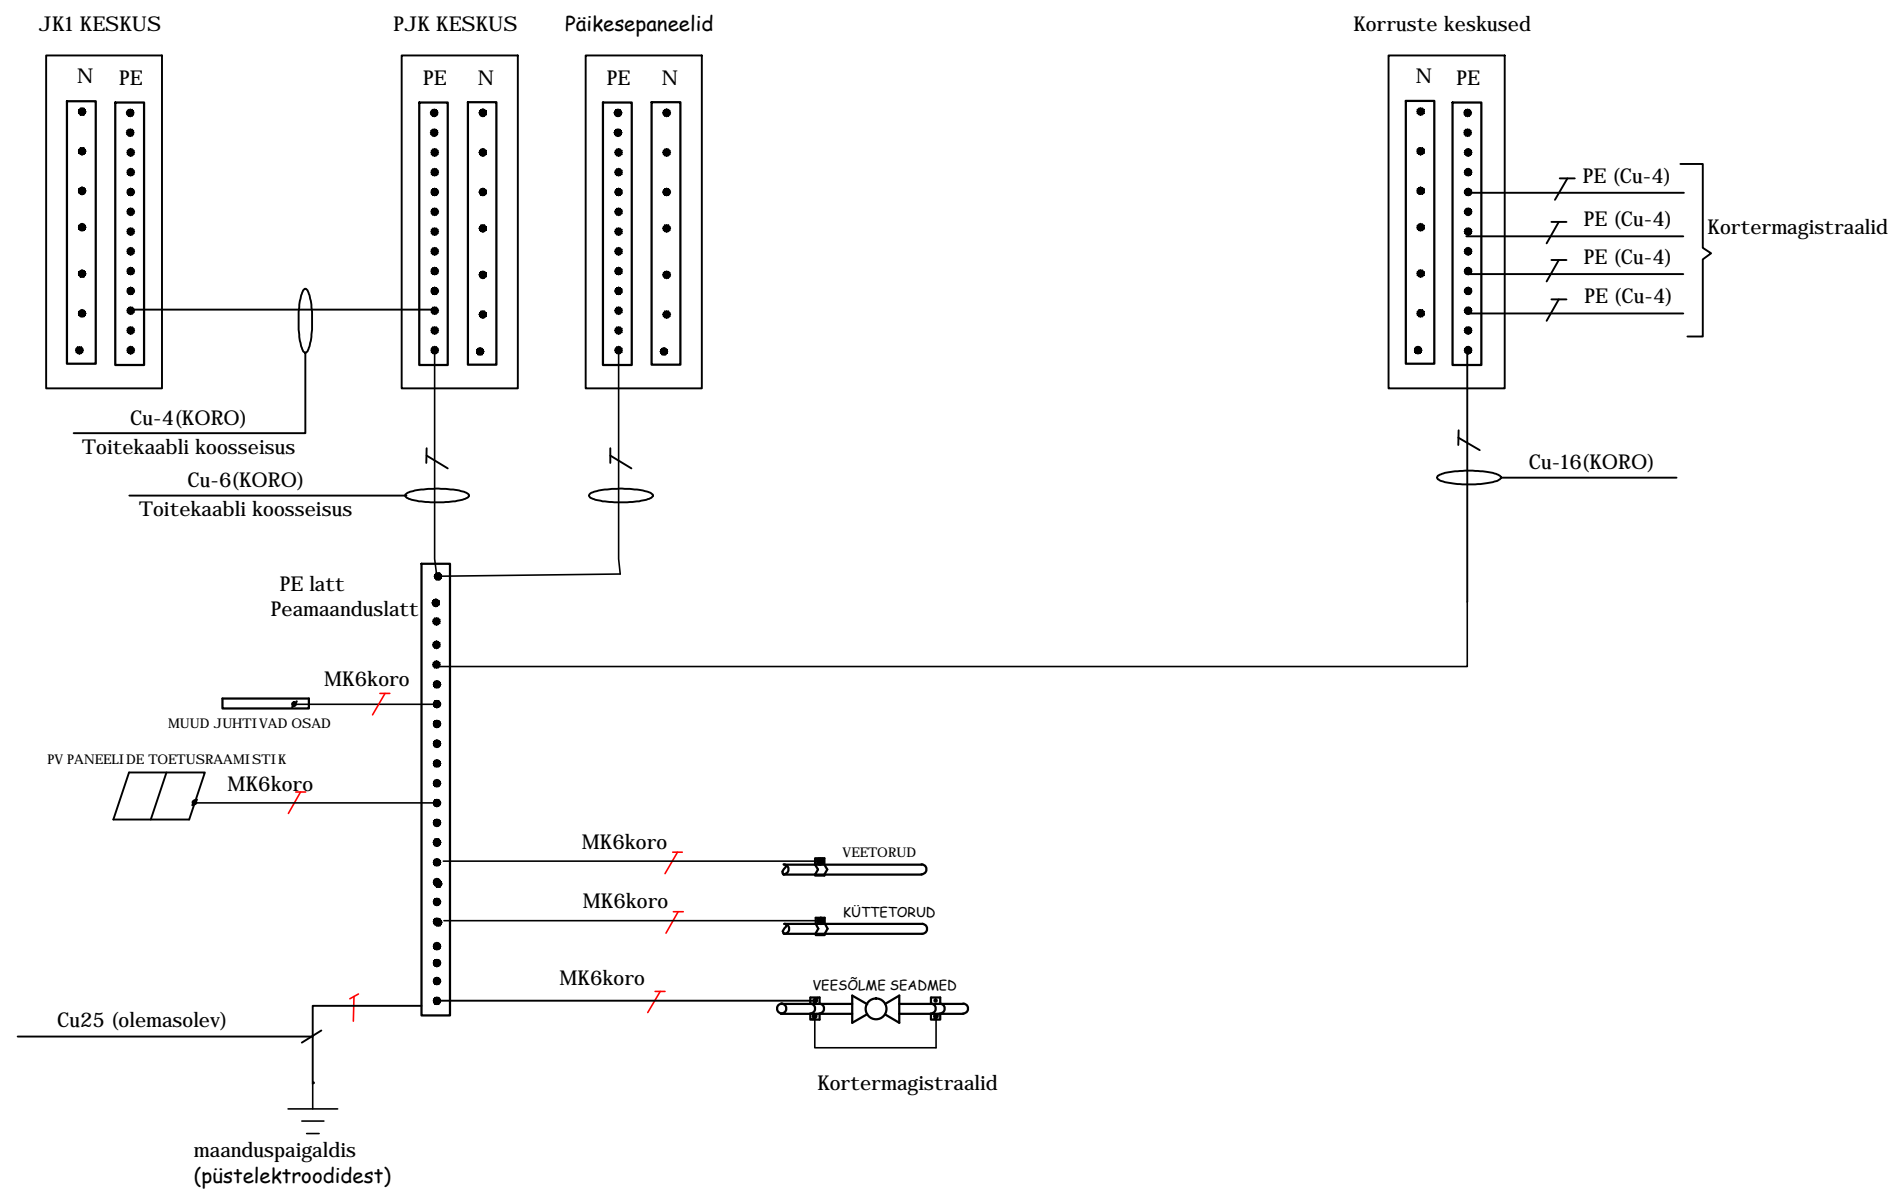 JK1 KESKUS
PJK KESKUS
Päikesepaneelid
Korruste keskused
N PE
PE N
PE N
N PE
PE (Cu-4)
PE (Cu-4)
PE (Cu-4)
PE (Cu-4)
Kortermagistraalid
Cu-4(KORO)
Toitekaabli koosseisus
Cu-6(KORO)
Toitekaabli koosseisus
Cu-16(KORO)
PE latt
Peamaanduslatt
MK6koro
MUUD JUHTIVAD OSAD
PV PANEELIDE TOETUSRAAMISTIK
MK6koro
MK6koro
VEETORUD
MK6koro
KÜTTETORUD
MK6koro
VEESÕLME SEADMED
Cu25 (olemasolev)
Kortermagistraalid
maanduspaigaldis
(püstelektroodidest)